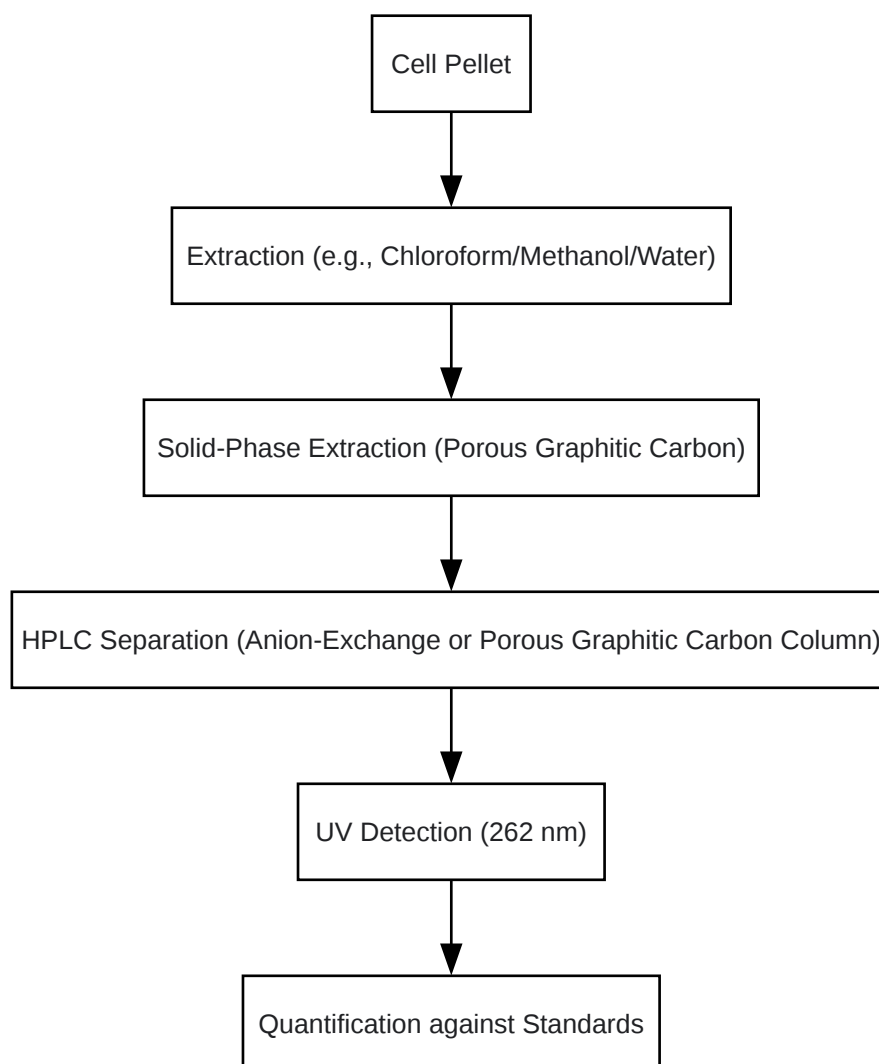 Cell Pellet
Extraction (e.g., Chloroform/Methanol/Water)
Solid-Phase Extraction (Porous Graphitic Carbon)
HPLC Separation (Anion-Exchange or Porous Graphitic Carbon Column)
UV Detection (262 nm)
Quantification against Standards